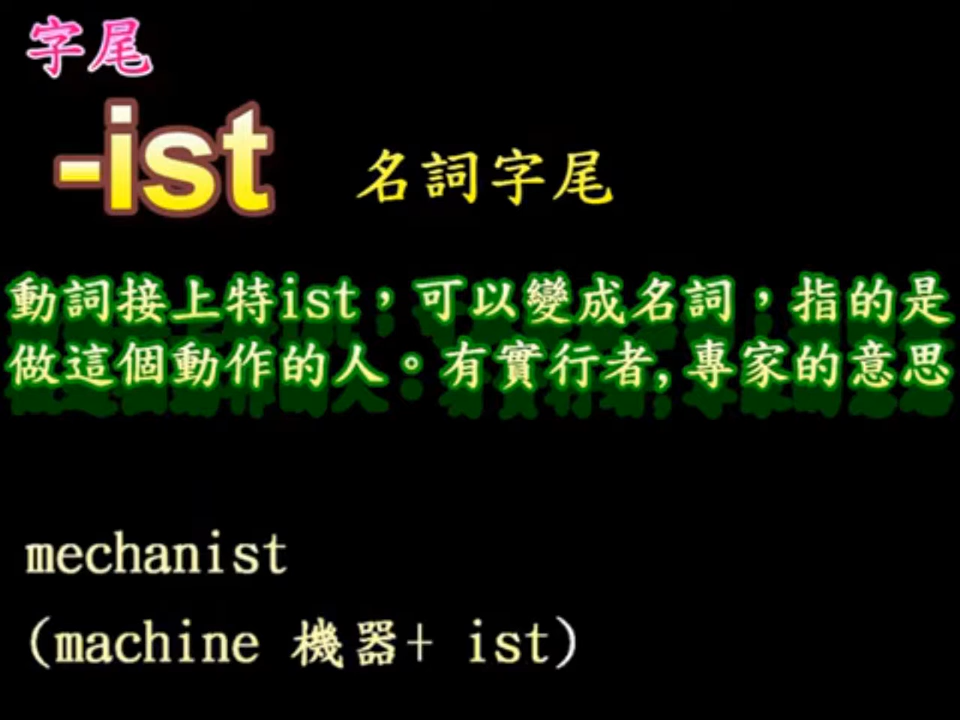 字尾
-ist 名詞字尾
動詞接上特ist，可以變成名詞，指的是
做這個動作的人。有實行者,專家的意思
mechanist
(machine 機器+ ist)